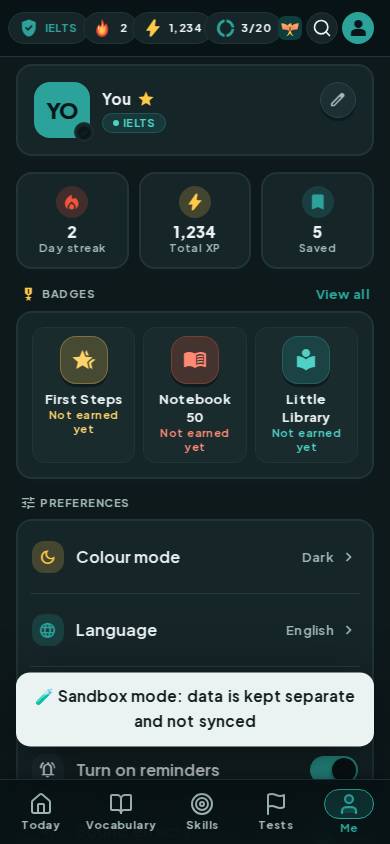 IELTS 2 1,234 3/20
YO
You
IELTS
2
Day streak
1,234
Total XP
5
Saved
BADGES
View all
First Steps
Not earned
yet
Notebook
50
Not earned
yet
Little
Library
Not earned
yet
PREFERENCES
Colour mode
Dark
Language
English
Sandbox mode: data is kept separate
and not synced
Turn on reminders
Today
Vocabulary
Skills
Tests
Me